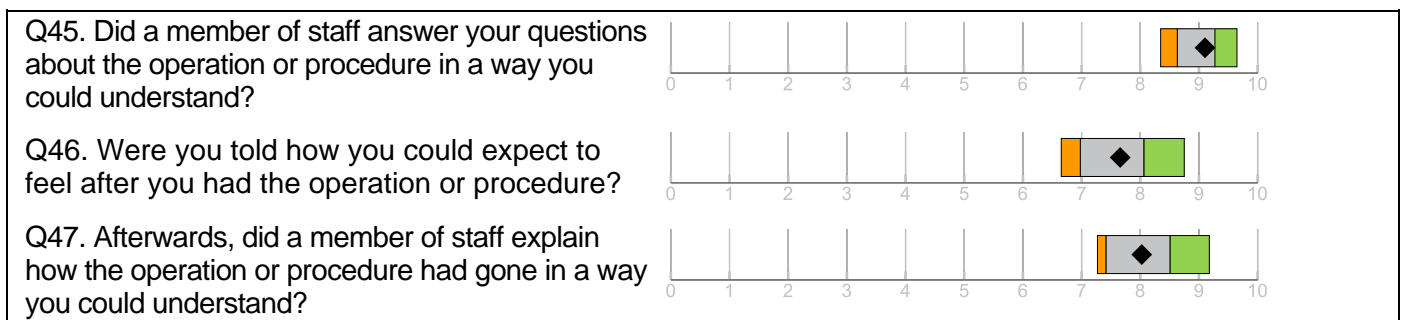 Q45. Did a member of staff answer your questions
about the operation or procedure in a way you
could understand?
0 1 2 3 4 5 6 7 8 9 10
Q46. Were you told how you could expect to
feel after you had the operation or procedure?
0 1 2 3 4 5 6 7 8 9 10
Q47. Afterwards, did a member of staff explain
how the operation or procedure had gone in a way
you could understand?
0 1 2 3 4 5 6 7 8 9 10